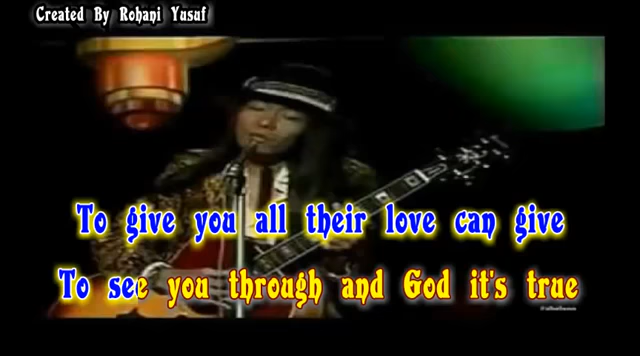 Created By Rohani Yusuf
To give you all their love can give
To see you through and God it's true